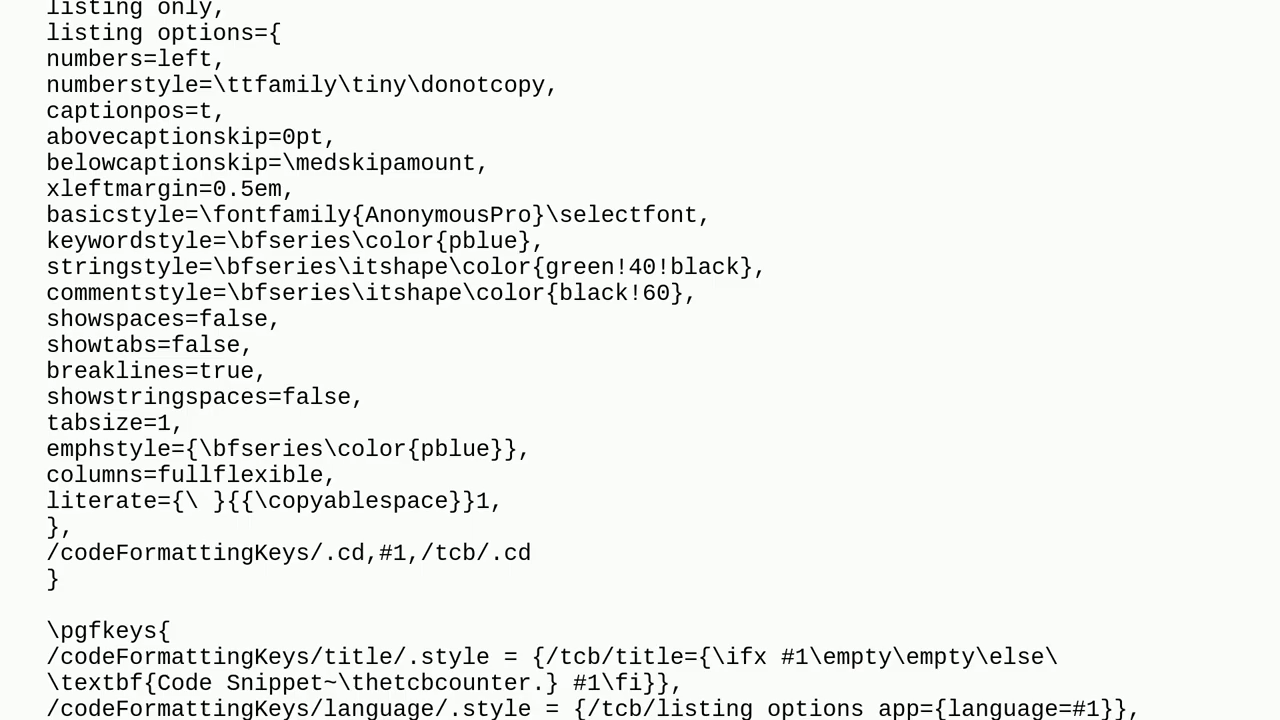 listing only,
listing options={
numbers=left,
numberstyle=\ttfamily\tiny\donotcopy,
captionpos=t,
abovecaptionskip=0pt,
belowcaptionskip=\medskipamount,
xleftmargin=0.5em,
basicstyle=\fontfamily{AnonymousPro}\selectfont,
keywordstyle=\bfseries\color{pblue},
stringstyle=\bfseries\itshape\color{green!40!black},
commentstyle=\bfseries\itshape\color{black!60},
showspaces=false,
showtabs=false,
breaklines=true,
showstringspaces=false,
tabsize=1,
emphstyle={\bfseries\color{pblue}},
columns=fullflexible,
literate={\ }{{\copyablespace}}1,
},
/codeFormattingKeys/.cd,#1,/tcb/.cd
}
\pgfkeys{
/codeFormattingKeys/title/.style = {/tcb/title={\ifx #1\empty\empty\else\
\textbf{Code Snippet~\thetcbcounter.} #1\fi}},
/codeFormattingKeys/language/.style = {/tcb/listing options app={language=#1}},